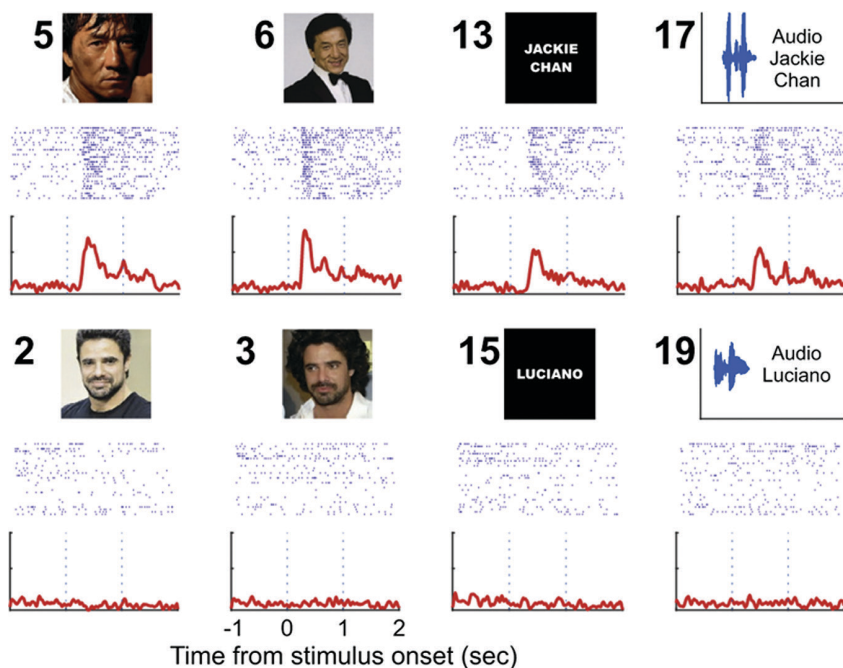 5
6
13
JACKIE
CHAN
17
Audio
Jackie
Chan
2
3
15
LUCIANO
19
Audio
Luciano
-1 0 1 2
Time from stimulus onset (sec)